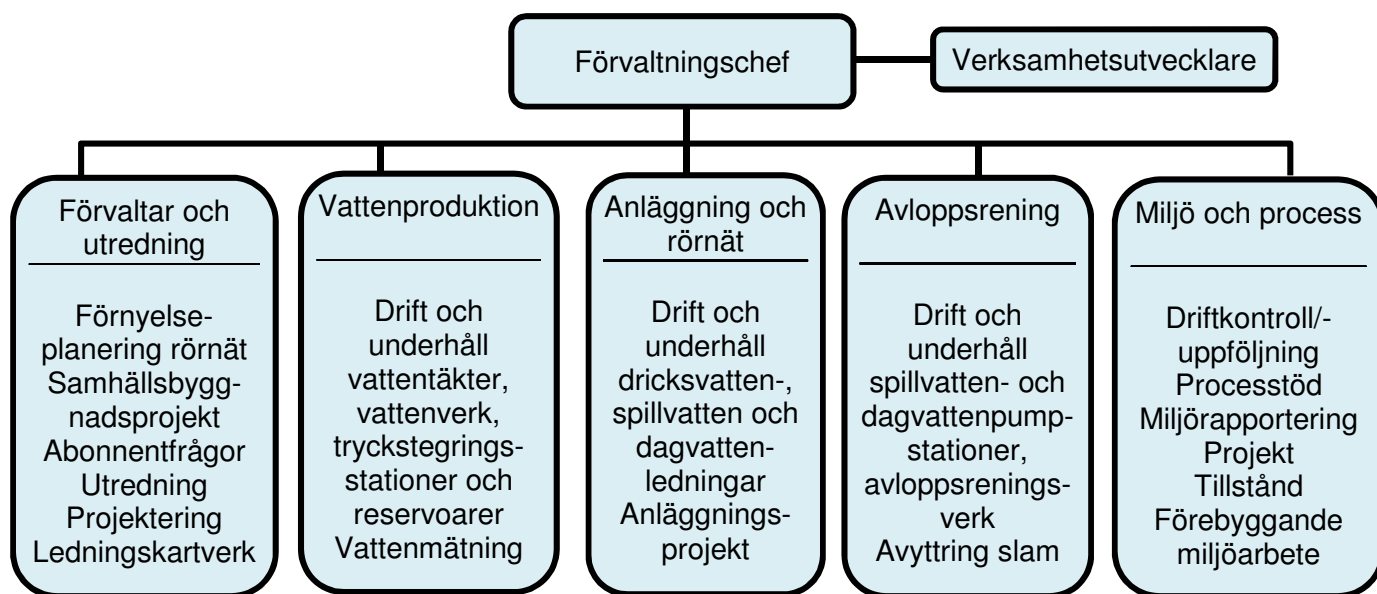 Förvaltningschef
Verksamhetsutvecklare
Förvaltar och
utredning
Förnyelse-
planering rörnät
Samhällsbygg-
nadsprojekt
Abonnentfrågor
Utredning
Projektering
Ledningskartverk
Vattenproduktion
Drift och
underhåll
vattentäkter,
vattenverk,
tryckstegrings-
stationer och
reservoarer
Vattenmätning
Anläggning och
rörnät
Drift och
underhåll
dricksvatten-,
spillvatten och
dagvatten-
ledningar
Anläggnings-
projekt
Avloppsrening
Drift och
underhåll
spillvatten- och
dagvattenpump-
stationer,
avloppsrenings-
verk
Avyttring slam
Miljö och process
Driftkontroll/-
uppföljning
Processtöd
Miljörapportering
Projekt
Tillstånd
Förebyggande
miljöarbete